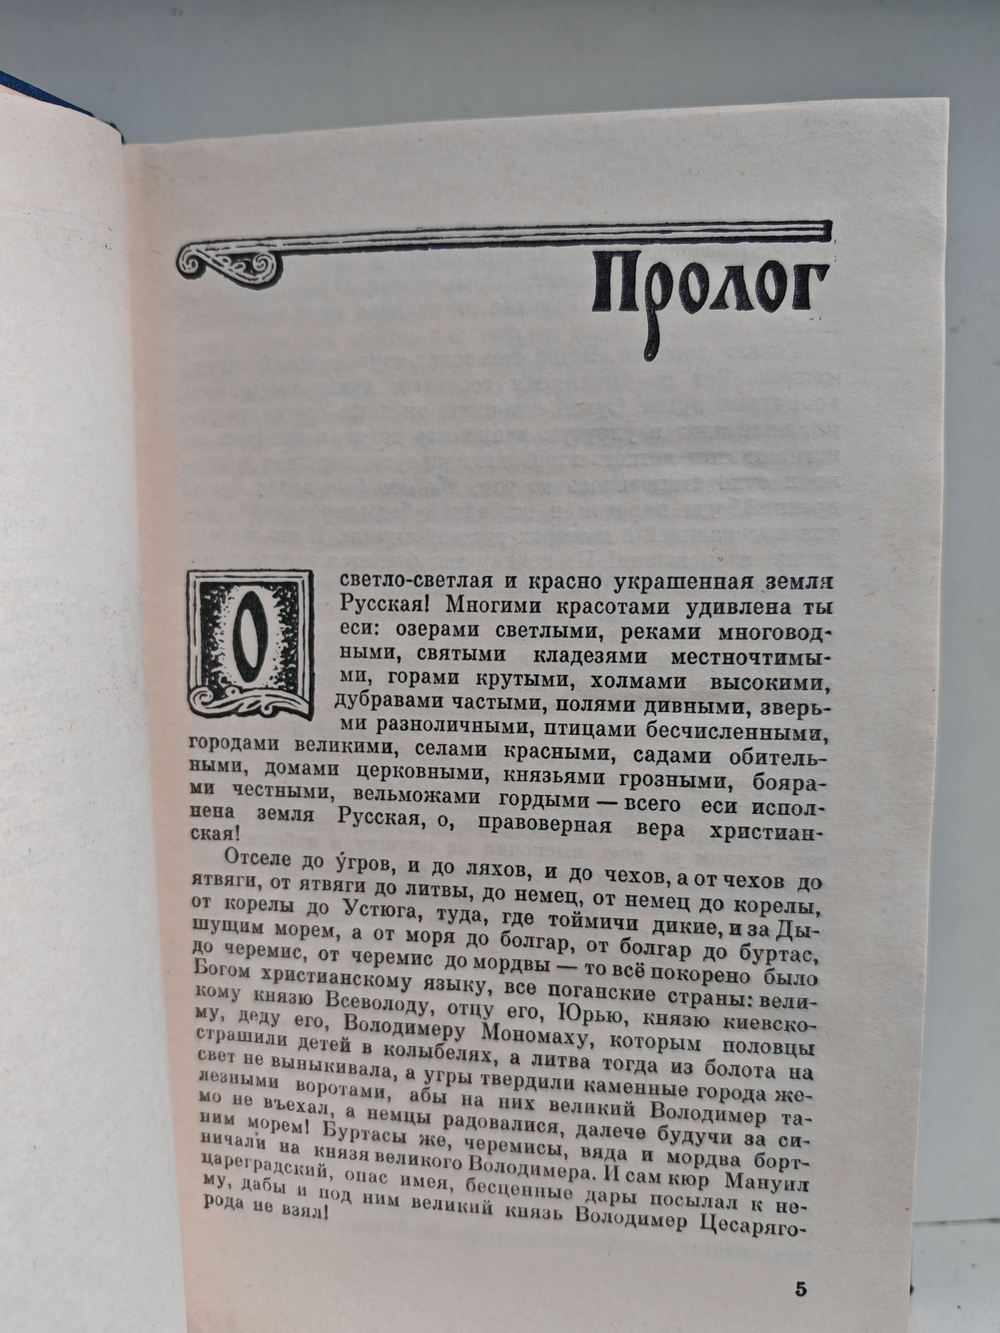 Пролог
О светло-светлая и красно украшенная земля
Русская! Многими красотами удивлена ты
еси: озерами светлыми, реками многовод-
ными, святыми кладезями местночтимы-
ми, горами крутыми, холмами высокими,
дубравами частыми, полями дивными, зверь-
ми разноличными, птицами бесчисленными,
городами великими, селами красными, садами обитель-
ными, домами церковными, князьями грозными, бояра-
ми честными, вельможами гордыми — всего еси испол-
нена земля Русская, о, правоверная вера христиан-
ская!
Отселе до у́гров, и до ляхов, и до чехов, а от чехов до
ятвяги, от ятвяги до литвы, до немец, от немец до корелы,
от корелы до Устюга, туда, где тоймичи дикие, и за Ды-
шущим морем, а от моря до болгар, от болгар до буртас,
до черемис, от черемис до мордвы — то всё покорено было
Богом христианскому языку, все поганские страны: вели-
кому князю Всеволоду, отцу его, Юрью, князю киевско-
му, деду его, Володимеру Мономаху, которым половцы
страшили детей в колыбелях, а литва тогда из болота на
свет не выныкивала, а угры твердили каменные города же-
лезными воротами, абы на них великий Володимер та-
мо не въехал, а немцы радовалися, далече будучи за си-
ним морем! Буртасы же, черемисы, вяда и мордва борт-
ничали на князя великого Володимера. И сам кюр Мануил
цареградский, опас имея, бесценные дары посылал к не-
му, дабы и под ним великий князь Володимер Цесаряго-
рода не взял!
5